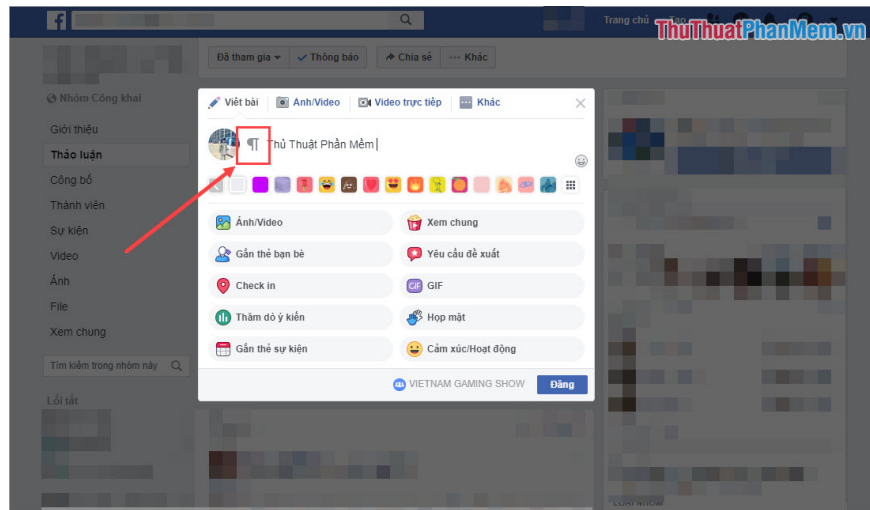 f
Trang chủ Tạo
ThuThuatPhanMem.vn
Đã tham gia Thông báo Chia sẻ Khác
Nhóm Công khai
Giới thiệu
Thảo luận
Công bố
Thành viên
Sự kiện
Video
Ảnh
File
Xem chung
Tìm kiếm trong nhóm này
Lối tắt
Viết bài Ảnh/Video Video trực tiếp Khác
¶ Thủ Thuật Phần Mềm
Ảnh/Video Xem chung
Gắn thẻ bạn bè Yêu cầu đề xuất
Check in GIF GIF
Thăm dò ý kiến Họp mặt
Gắn thẻ sự kiện Cảm xúc/Hoạt động
VIETNAM GAMING SHOW Đăng